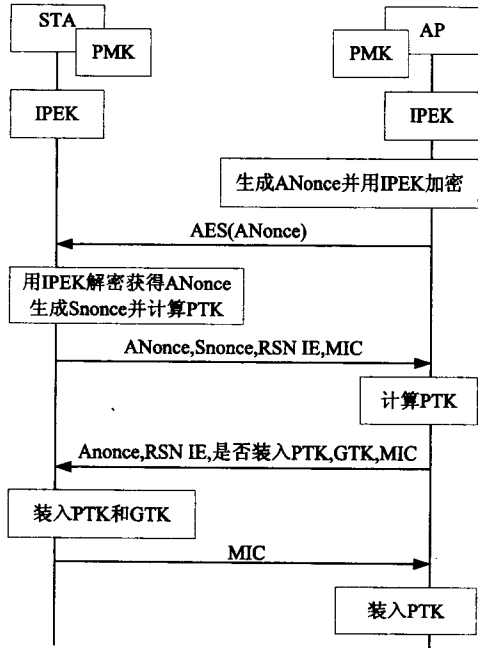 STA
PMK
PMK
AP
IPEK
IPEK
生成ANonce并用IPEK加密
AES(ANonce)
用IPEK解密获得ANonce
生成Snonce并计算PTK
ANonce,Snonce,RSN IE,MIC
计算PTK
Anonce,RSN IE,是否装入PTK,GTK,MIC
装入PTK和GTK
MIC
装入PTK